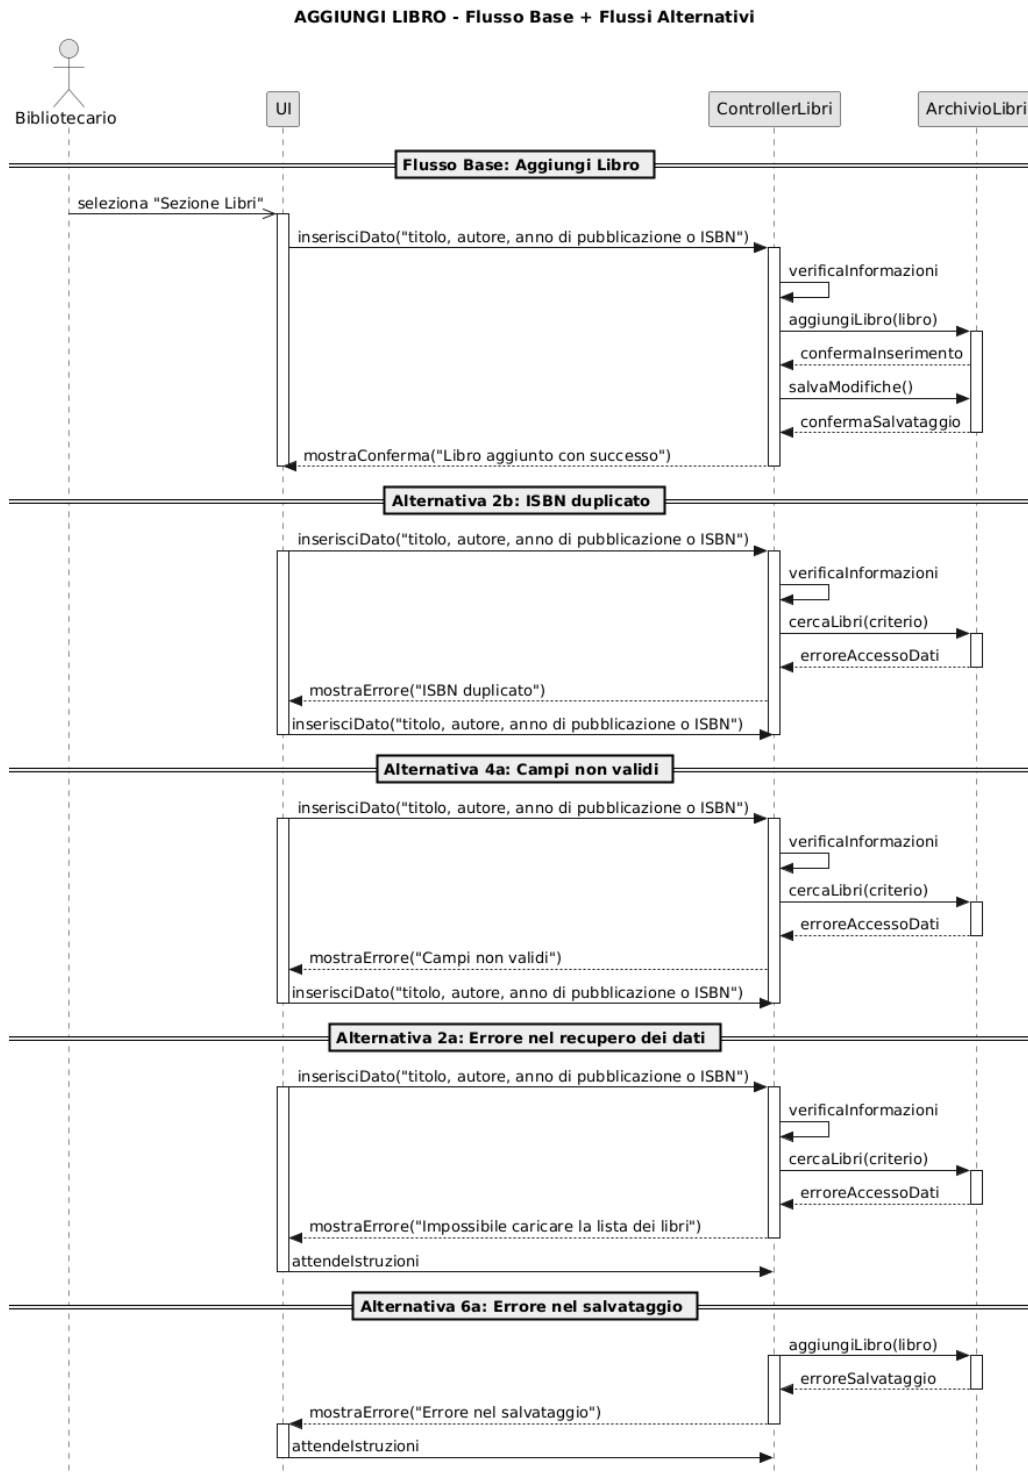 AGGIUNGI LIBRO - Flusso Base + Flussi Alternativi
Bibliotecario
UI
ControllerLibri
ArchivioLibri
Flusso Base: Aggiungi Libro
seleziona "Sezione Libri"
inserisciDato("titolo, autore, anno di pubblicazione o ISBN")
verificaInformazioni
aggiungiLibro(libro)
confermaInserimento
salvaModifiche()
confermaSalvataggio
mostraConferma("Libro aggiunto con successo")
Alternativa 2b: ISBN duplicato
inserisciDato("titolo, autore, anno di pubblicazione o ISBN")
verificaInformazioni
cercaLibri(criterio)
erroreAccessoDati
mostraErrore("ISBN duplicato")
inserisciDato("titolo, autore, anno di pubblicazione o ISBN")
Alternativa 4a: Campi non validi
inserisciDato("titolo, autore, anno di pubblicazione o ISBN")
verificaInformazioni
cercaLibri(criterio)
erroreAccessoDati
mostraErrore("Campi non validi")
inserisciDato("titolo, autore, anno di pubblicazione o ISBN")
Alternativa 2a: Errore nel recupero dei dati
inserisciDato("titolo, autore, anno di pubblicazione o ISBN")
verificaInformazioni
cercaLibri(criterio)
erroreAccessoDati
mostraErrore("Impossibile caricare la lista dei libri")
attendeIstruzioni
Alternativa 6a: Errore nel salvataggio
aggiungiLibro(libro)
erroreSalvataggio
mostraErrore("Errore nel salvataggio")
attendeIstruzioni